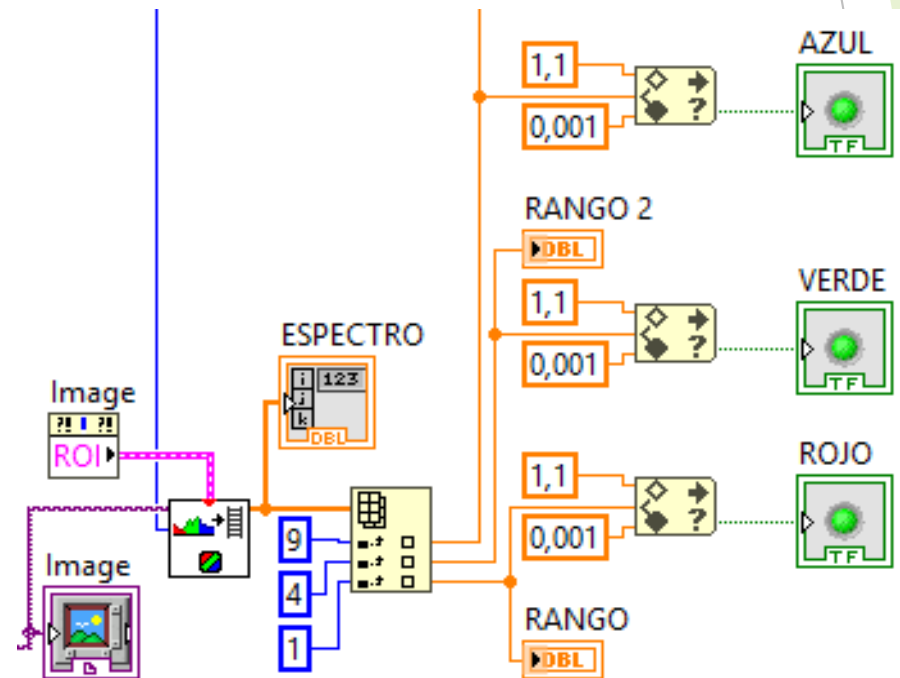 AZUL
1,1
?
0,001
TF
RANGO 2
DBL
VERDE
1,1
?
0,001
TF
ESPECTRO
i 123
j
k
DBL
Image
?! ?!
ROI
ROJO
1,1
?
0,001
TF
9
4
1
Image
RANGO
DBL